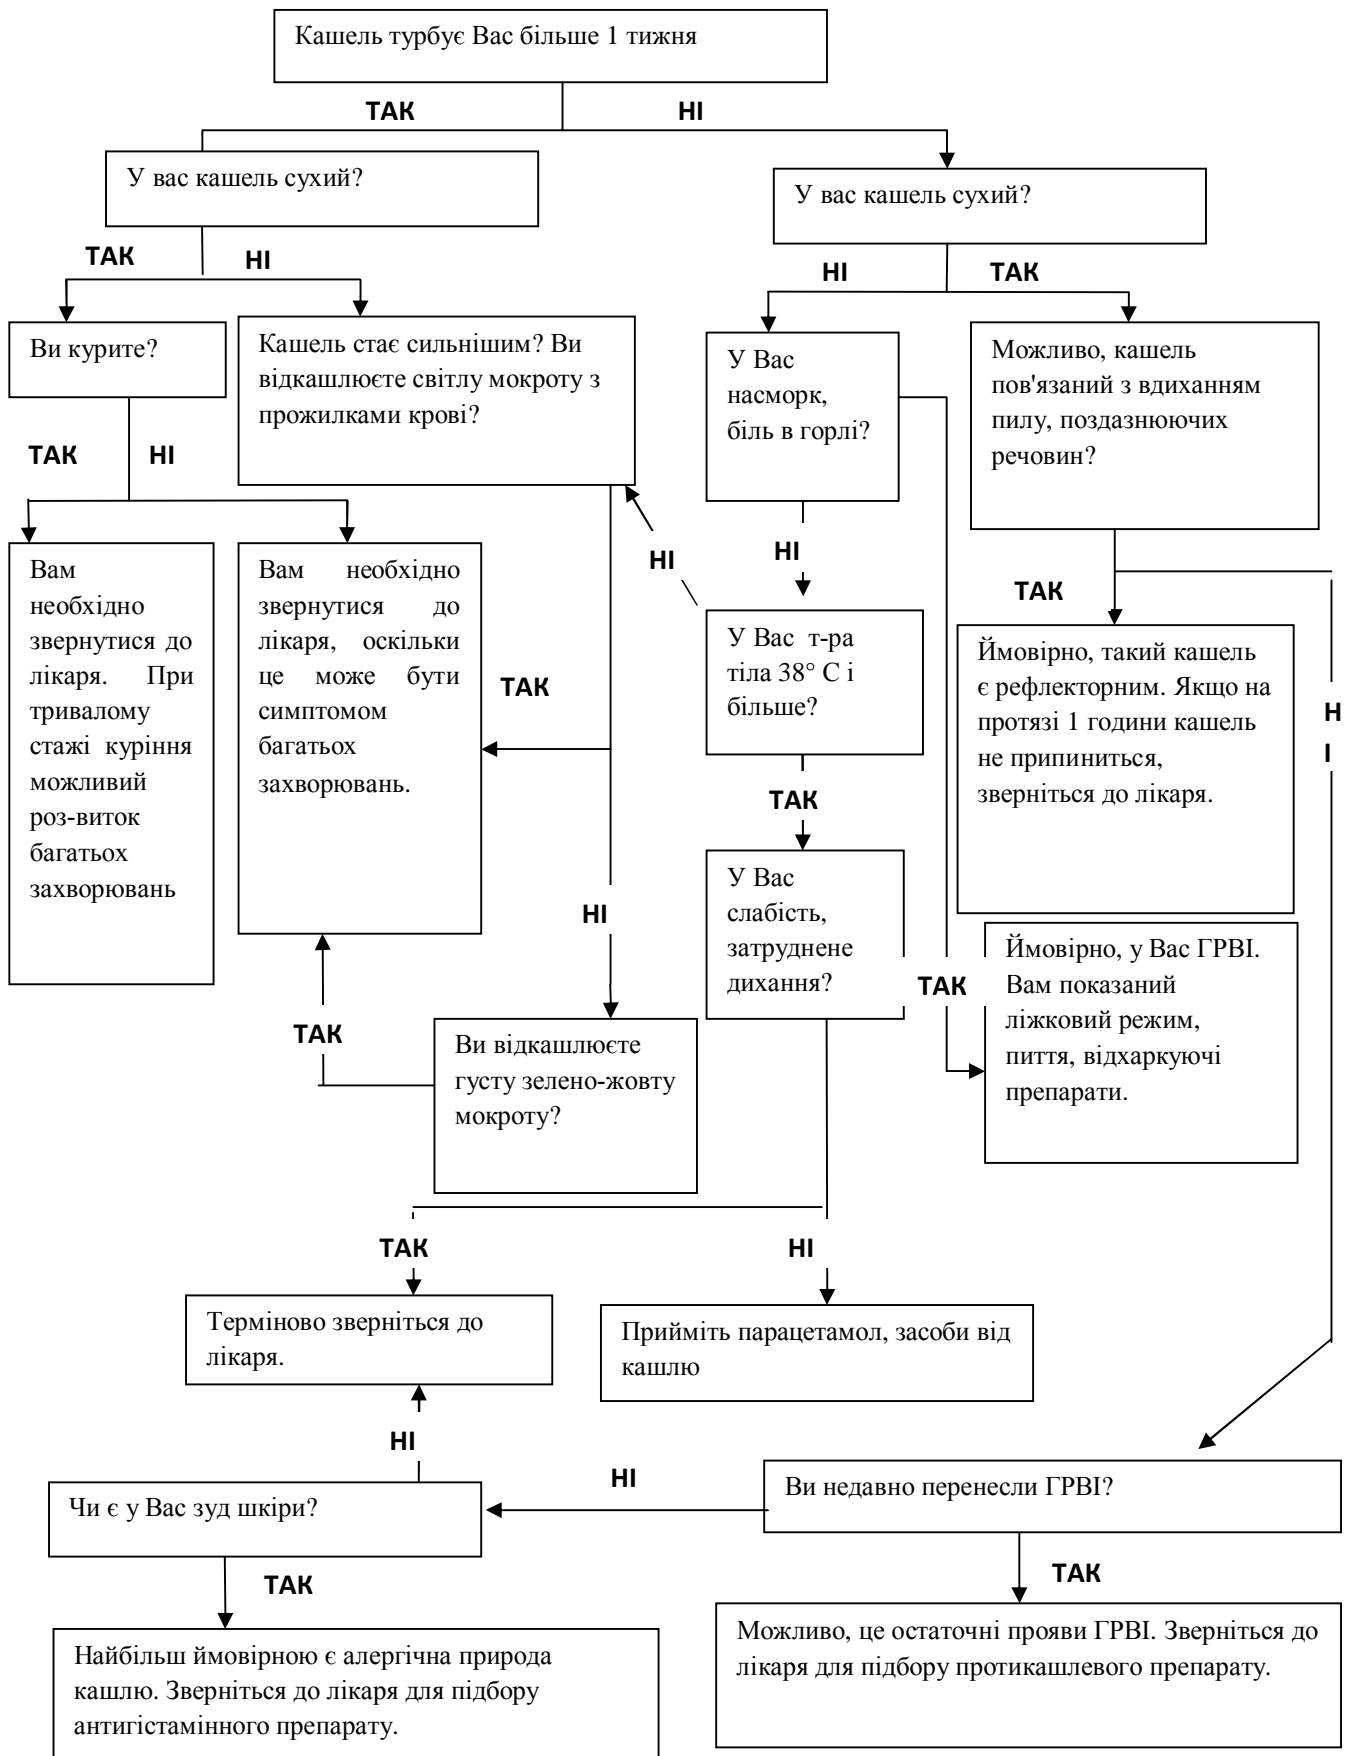 Кашель турбує Вас більше 1 тижня
ТАК
НІ
У вас кашель сухий?
У вас кашель сухий?
ТАК
НІ
НІ
ТАК
Ви курите?
Кашель стає сильнішим? Ви
відкашлюєте світлу мокроту з
прожилками крові?
У Вас
насморк,
біль в горлі?
Можливо, кашель
пов'язаний з вдиханням
пилу, поздазнюючих
речовин?
ТАК
НІ
НІ
НІ
ТАК
Вам
необхідно
звернутися до
лікаря. При
тривалому
стажі куріння
можливий
роз-виток
багатьох
захворювань
Вам необхідно
звернутися до
лікаря, оскільки
це може бути
симптомом
багатьох
захворювань.
ТАК
У Вас т-ра
тіла 38° С і
більше?
Ймовірно, такий кашель
є рефлекторним. Якщо на
протязі 1 години кашель
не припиниться,
зверніться до лікаря.
Н
І
ТАК
НІ
У Вас
слабість,
затруднене
дихання?
ТАК
Ймовірно, у Вас ГРВІ.
Вам показаний
ліжковий режим,
пиття, відхаркуючі
препарати.
ТАК
Ви відкашлюєте
густу зелено-жовту
мокроту?
ТАК
НІ
Терміново зверніться до
лікаря.
Прийміть парацетамол, засоби від
кашлю
НІ
НІ
Чи є у Вас зуд шкіри?
Ви недавно перенесли ГРВІ?
ТАК
ТАК
Найбільш ймовірною є алергічна природа
кашлю. Зверніться до лікаря для підбору
антигістамінного препарату.
Можливо, це остаточні прояви ГРВІ. Зверніться до
лікаря для підбору протикашлевого препарату.